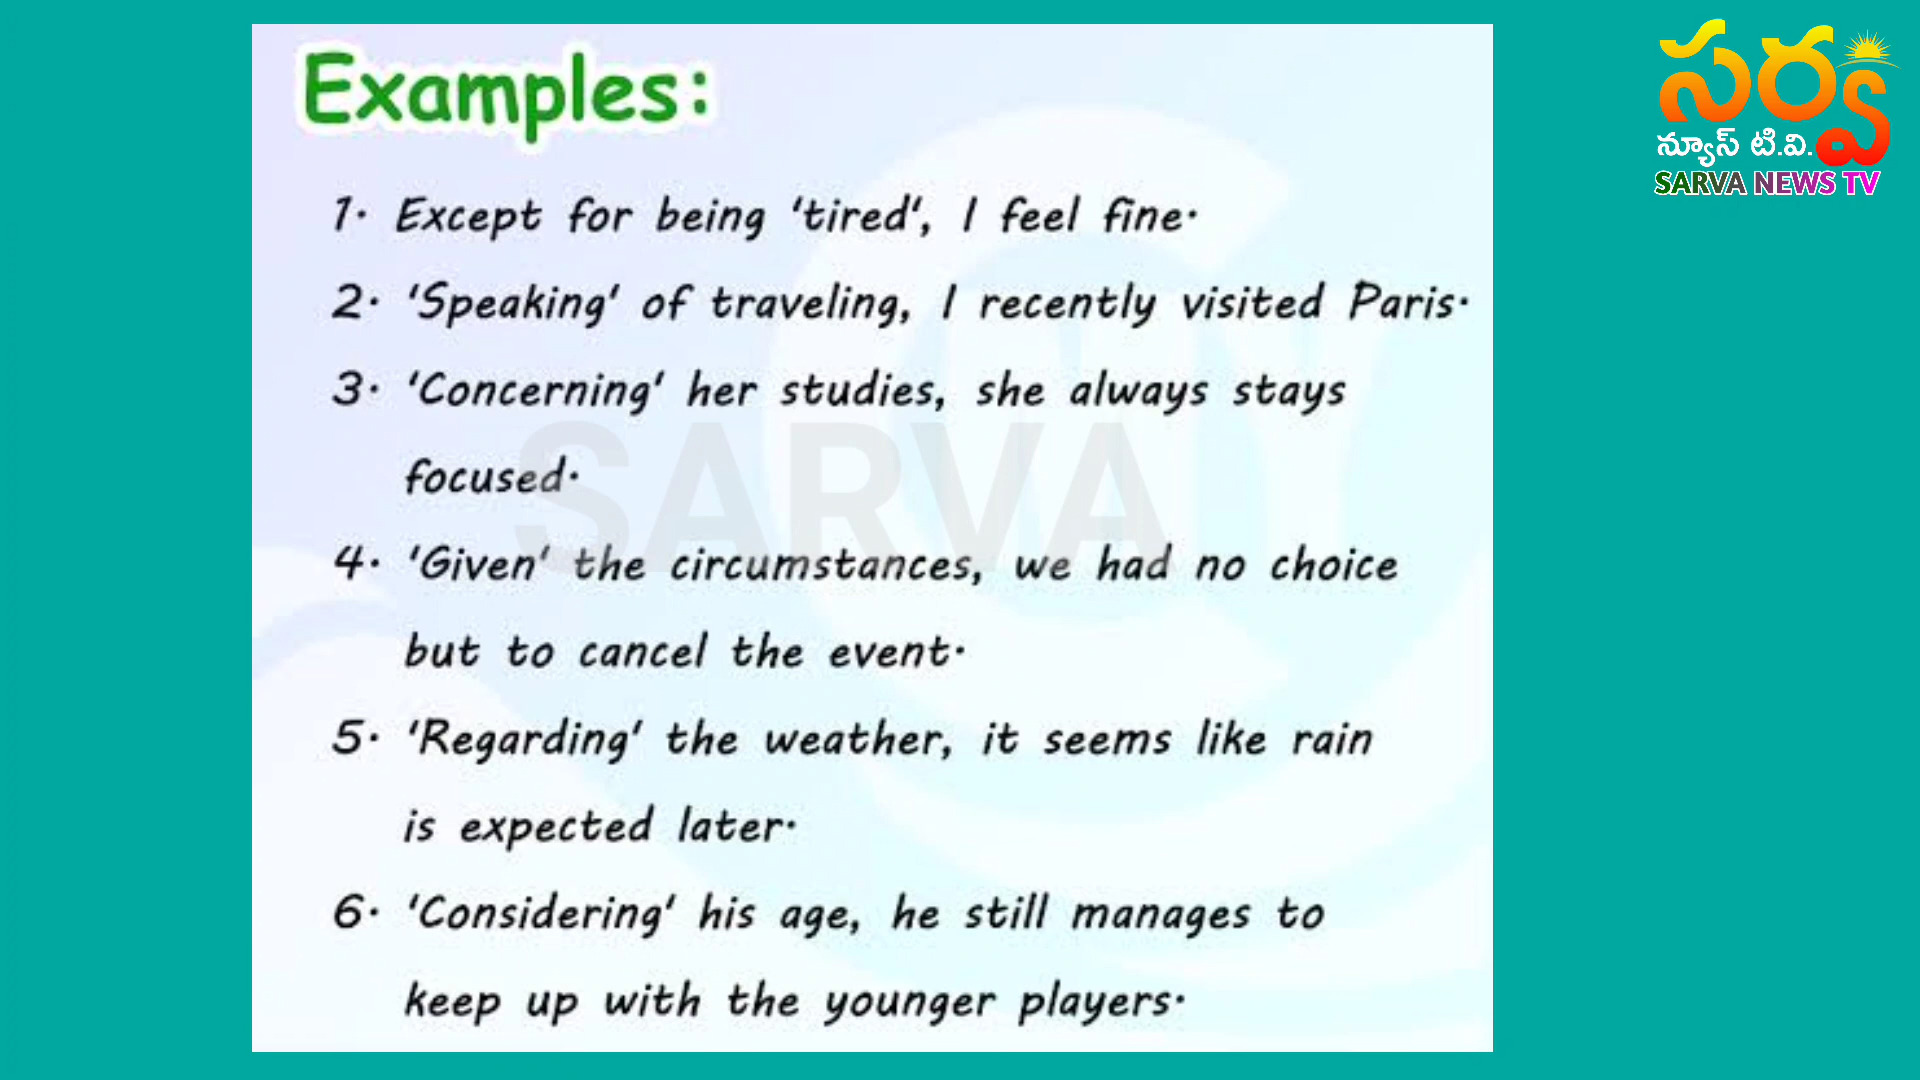 Examples:
1. Except for being 'tired', I feel fine.
2. 'Speaking' of traveling, I recently visited Paris.
3. 'Concerning' her studies, she always stays
focused.
4. 'Given' the circumstances, we had no choice
but to cancel the event.
5. 'Regarding' the weather, it seems like rain
is expected later.
6. 'Considering' his age, he still manages to
keep up with the younger players.
SARVA
సర్వ
న్యూస్ టి.వి.
SARVA NEWS TV